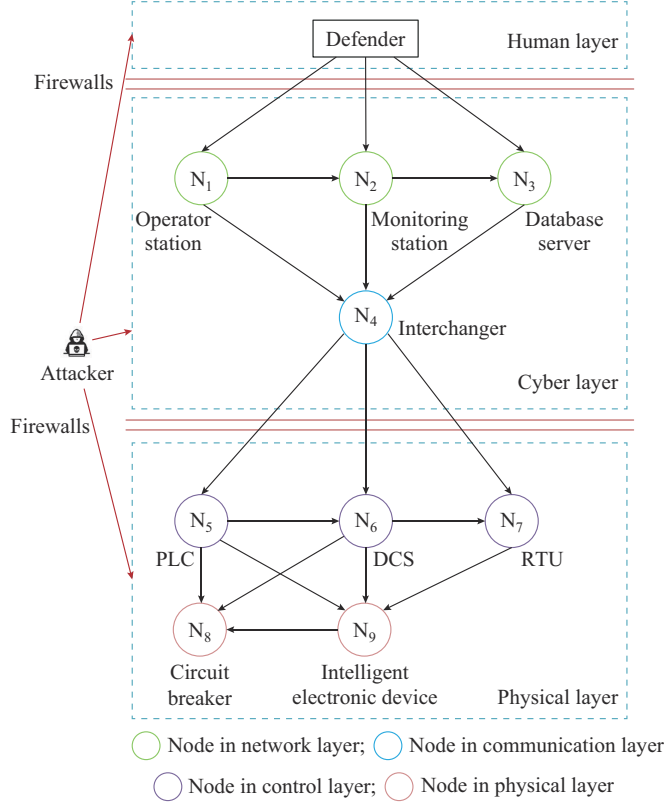 Defender
Human layer
Firewalls
N₁
N₂
N₃
Operator
station
Monitoring
station
Database
server
N₄
Interchanger
Attacker
Cyber layer
Firewalls
N₅
N₆
N₇
PLC
DCS
RTU
N₈
N₉
Circuit
breaker
Intelligent
electronic device
Physical layer
Node in network layer; Node in communication layer
Node in control layer; Node in physical layer